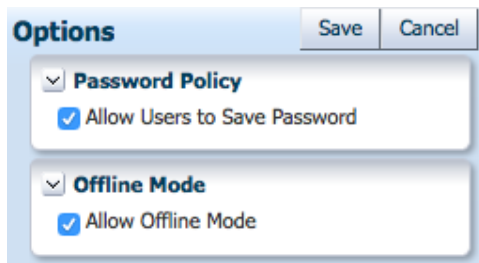 Options Save Cancel
Password Policy
Allow Users to Save Password
Offline Mode
Allow Offline Mode